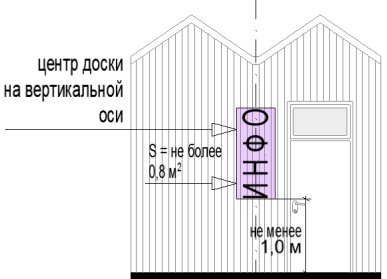 центр доски
на вертикальной
оси
S = не более
0,8 м²
ИНФО
не менее
1,0 м